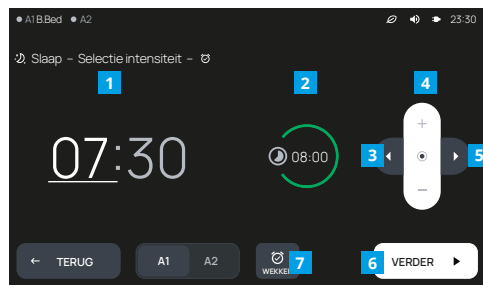 A1 B.Bed A2 23:30
Slaap – Selectie intensiteit –
1 2 4
07:30
08:00
3 5
+
−
TERUG A1 A2 WEKKER 7 6 VERDER